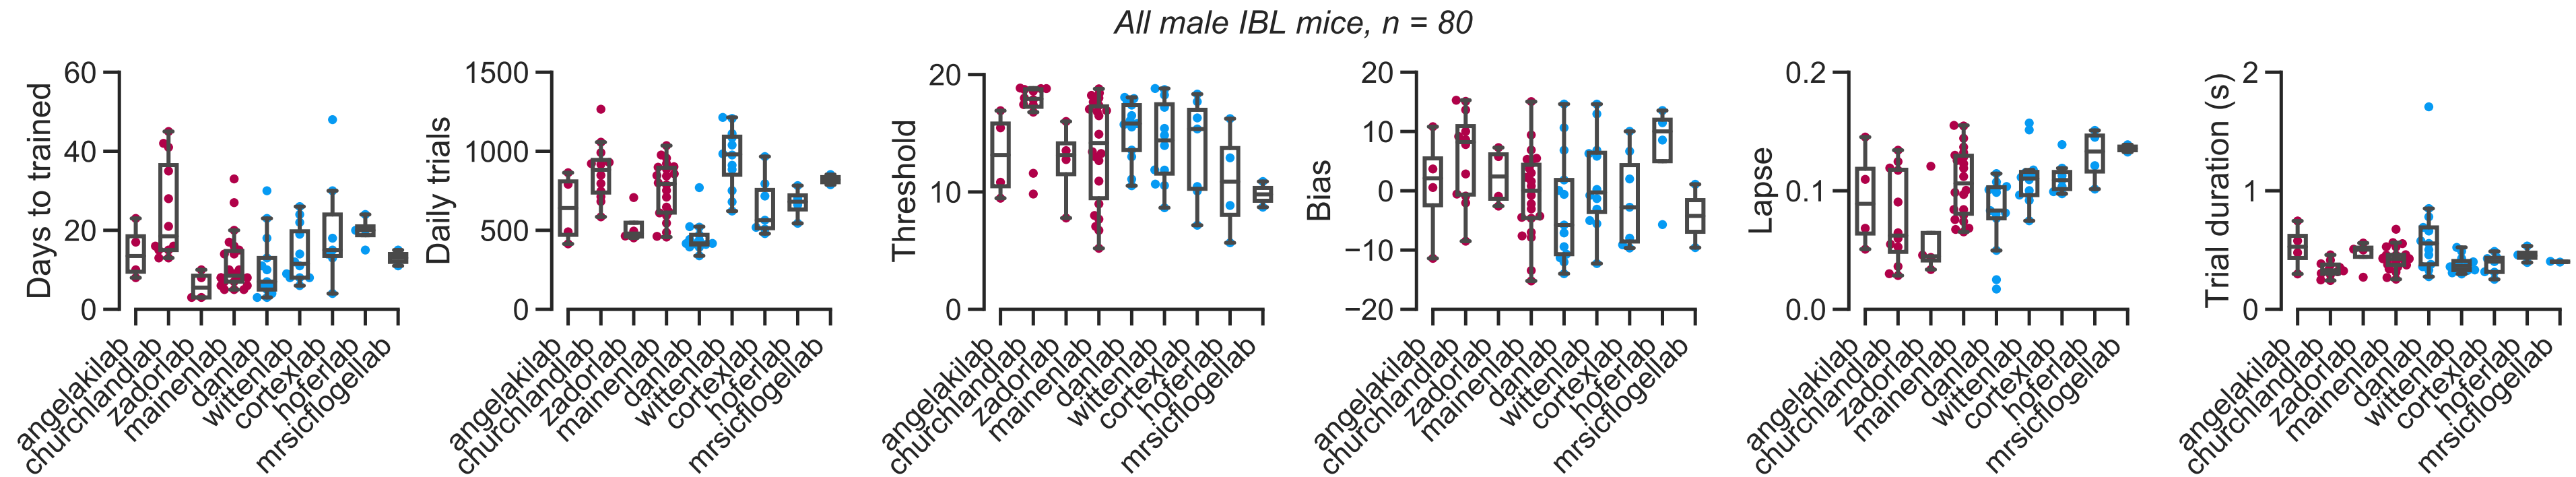 All male IBL mice, n = 80
Days to trained
60
40
20
0
angelakilab
churchlandlab
zadorlab
mainenlab
danlab
wittenlab
cortexlab
hoferlab
mrsicflogellab
Daily trials
1500
1000
500
0
angelakilab
churchlandlab
zadorlab
mainenlab
danlab
wittenlab
cortexlab
hoferlab
mrsicflogellab
Threshold
20
10
0
angelakilab
churchlandlab
zadorlab
mainenlab
danlab
wittenlab
cortexlab
hoferlab
mrsicflogellab
Bias
20
10
0
−10
−20
angelakilab
churchlandlab
zadorlab
mainenlab
danlab
wittenlab
cortexlab
hoferlab
mrsicflogellab
Lapse
0.2
0.1
0.0
angelakilab
churchlandlab
zadorlab
mainenlab
danlab
wittenlab
cortexlab
hoferlab
mrsicflogellab
Trial duration (s)
2
1
0
angelakilab
churchlandlab
zadorlab
mainenlab
danlab
wittenlab
cortexlab
hoferlab
mrsicflogellab